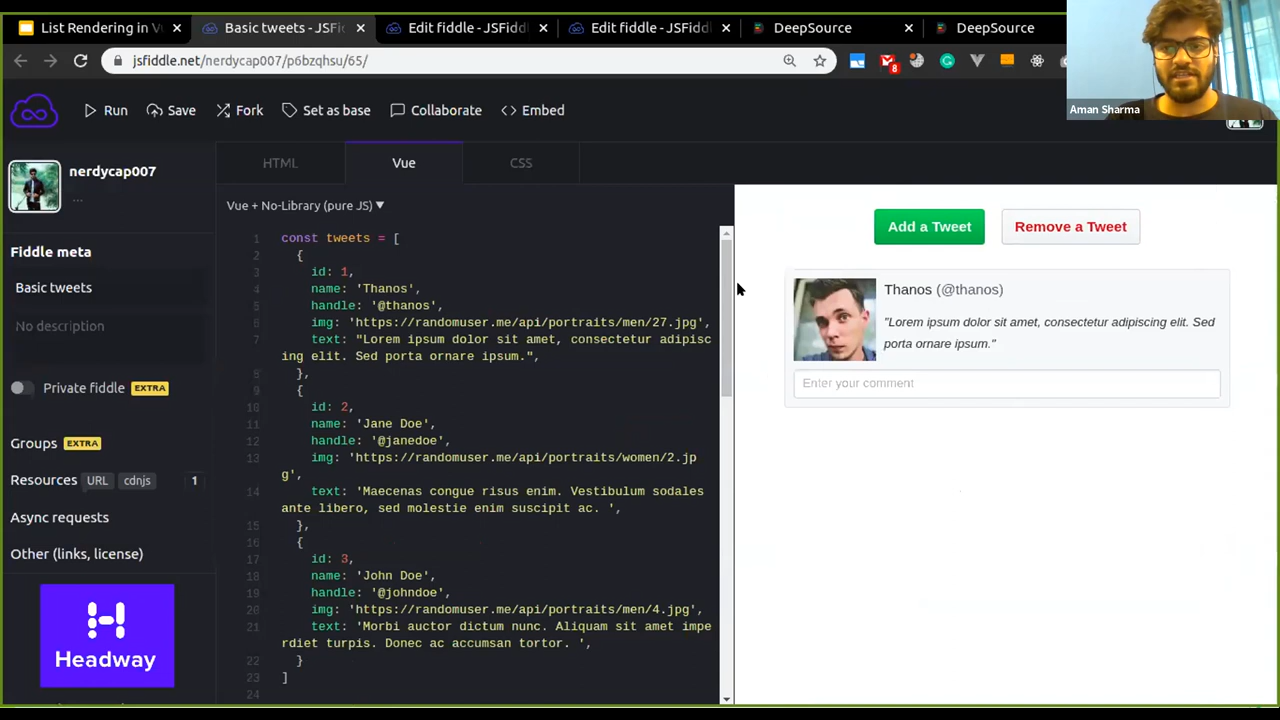 List Rendering in V
Basic tweets - JSFi
Edit fiddle - JSFidd
Edit fiddle - JSFidd
DeepSource
DeepSource
jsfiddle.net/nerdycap007/p6bzqhsu/65/
8
Aman Sharma
Run
Save
Fork
Set as base
Collaborate
Embed
nerdycap007
...
HTML
Vue
CSS
Vue + No-Library (pure JS) ▼
Fiddle meta
Basic tweets
No description
Private fiddle EXTRA
Groups EXTRA
Resources URL cdnjs 1
Async requests
Other (links, license)
Headway
1 const tweets = [
2 {
3 id: 1,
4 name: 'Thanos',
5 handle: '@thanos',
6 img: 'https://randomuser.me/api/portraits/men/27.jpg',
7 text: "Lorem ipsum dolor sit amet, consectetur adipisc
ing elit. Sed porta ornare ipsum.",
8 },
9 {
10 id: 2,
11 name: 'Jane Doe',
12 handle: '@janedoe',
13 img: 'https://randomuser.me/api/portraits/women/2.jp
g',
14 text: 'Maecenas congue risus enim. Vestibulum sodales
ante libero, sed molestie enim suscipit ac. ',
15 },
16 {
17 id: 3,
18 name: 'John Doe',
19 handle: '@johndoe',
20 img: 'https://randomuser.me/api/portraits/men/4.jpg',
21 text: 'Morbi auctor dictum nunc. Aliquam sit amet impe
rdiet turpis. Donec ac accumsan tortor. ',
22 }
23 ]
24
Add a Tweet
Remove a Tweet
Thanos (@thanos)
"Lorem ipsum dolor sit amet, consectetur adipiscing elit. Sed
porta ornare ipsum."
Enter your comment